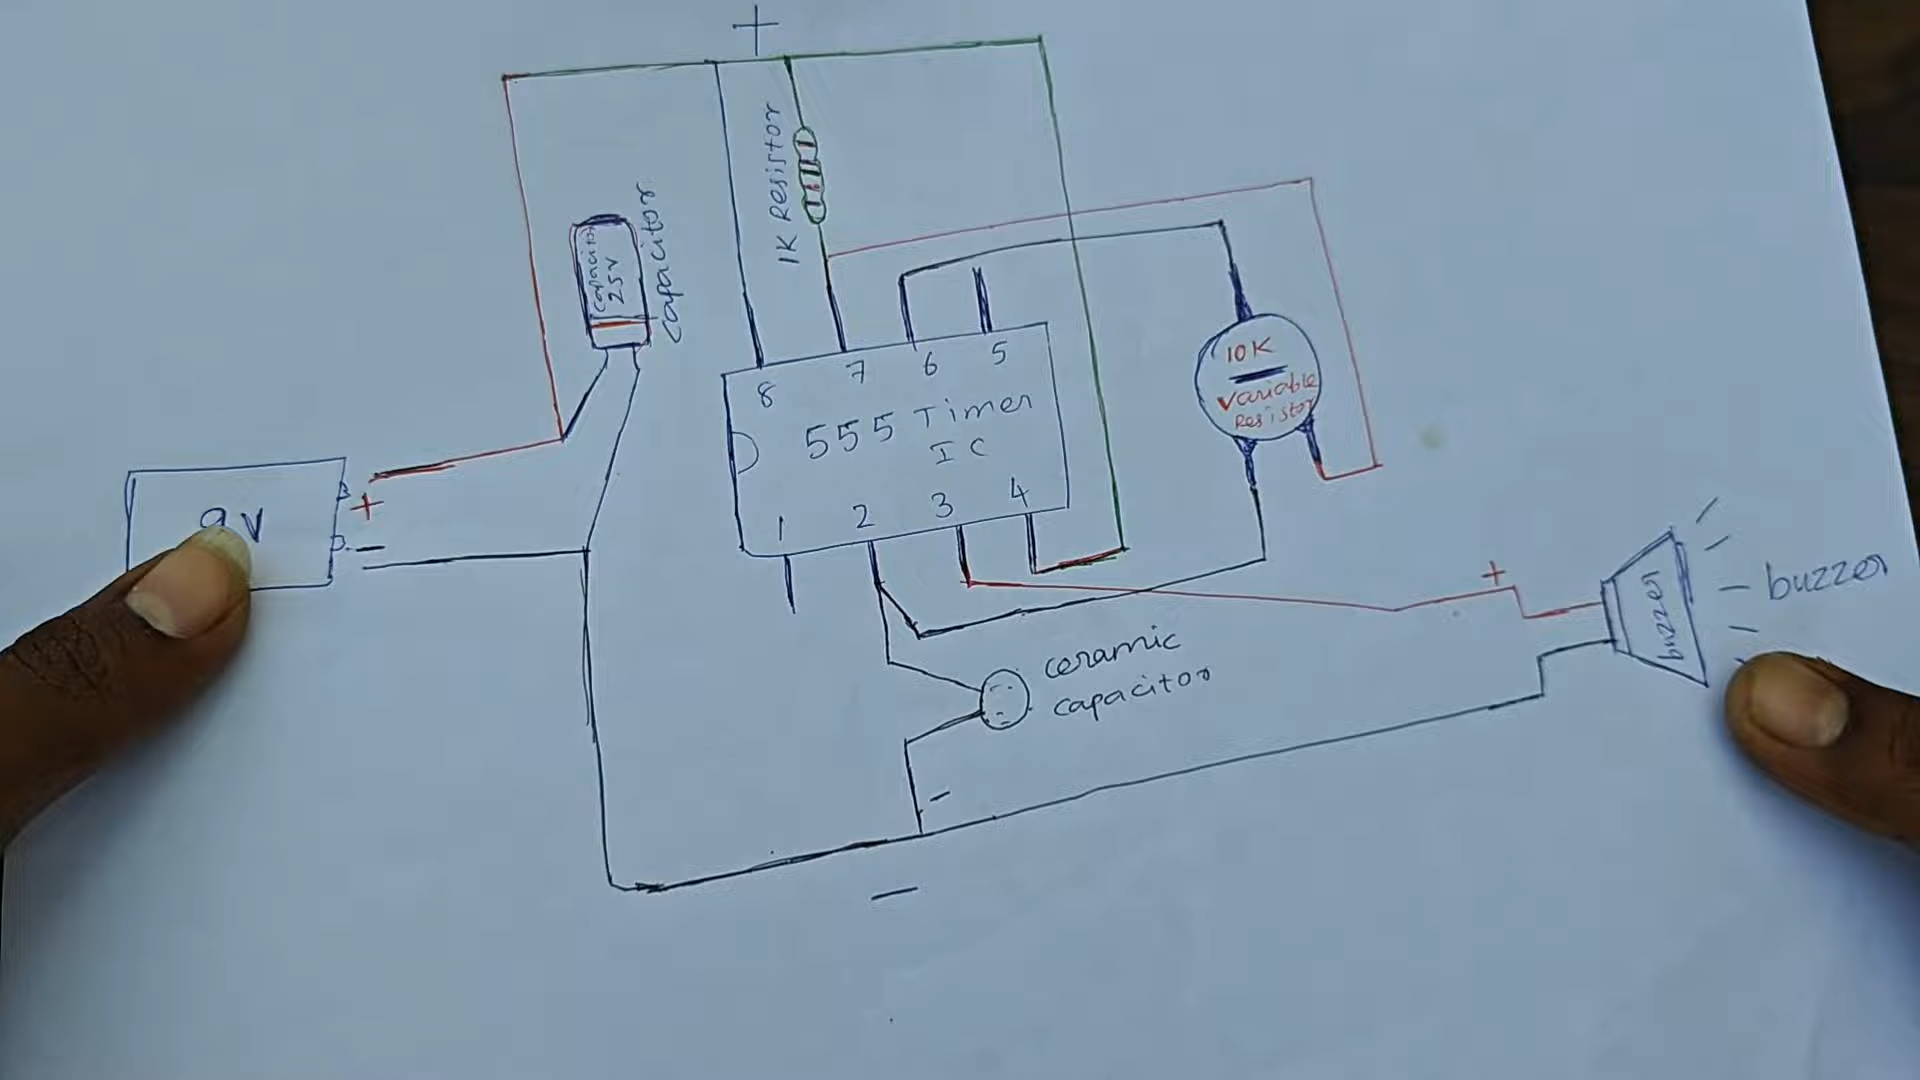 +
1K Resistor
capacitor
25V
capacitor
8
7
6
5
555 Timer
IC
1
2
3
4
10K
Variable
Resistor
9V
+
-
+
buzzer
buzzer
ceramic
capacitor
-
-